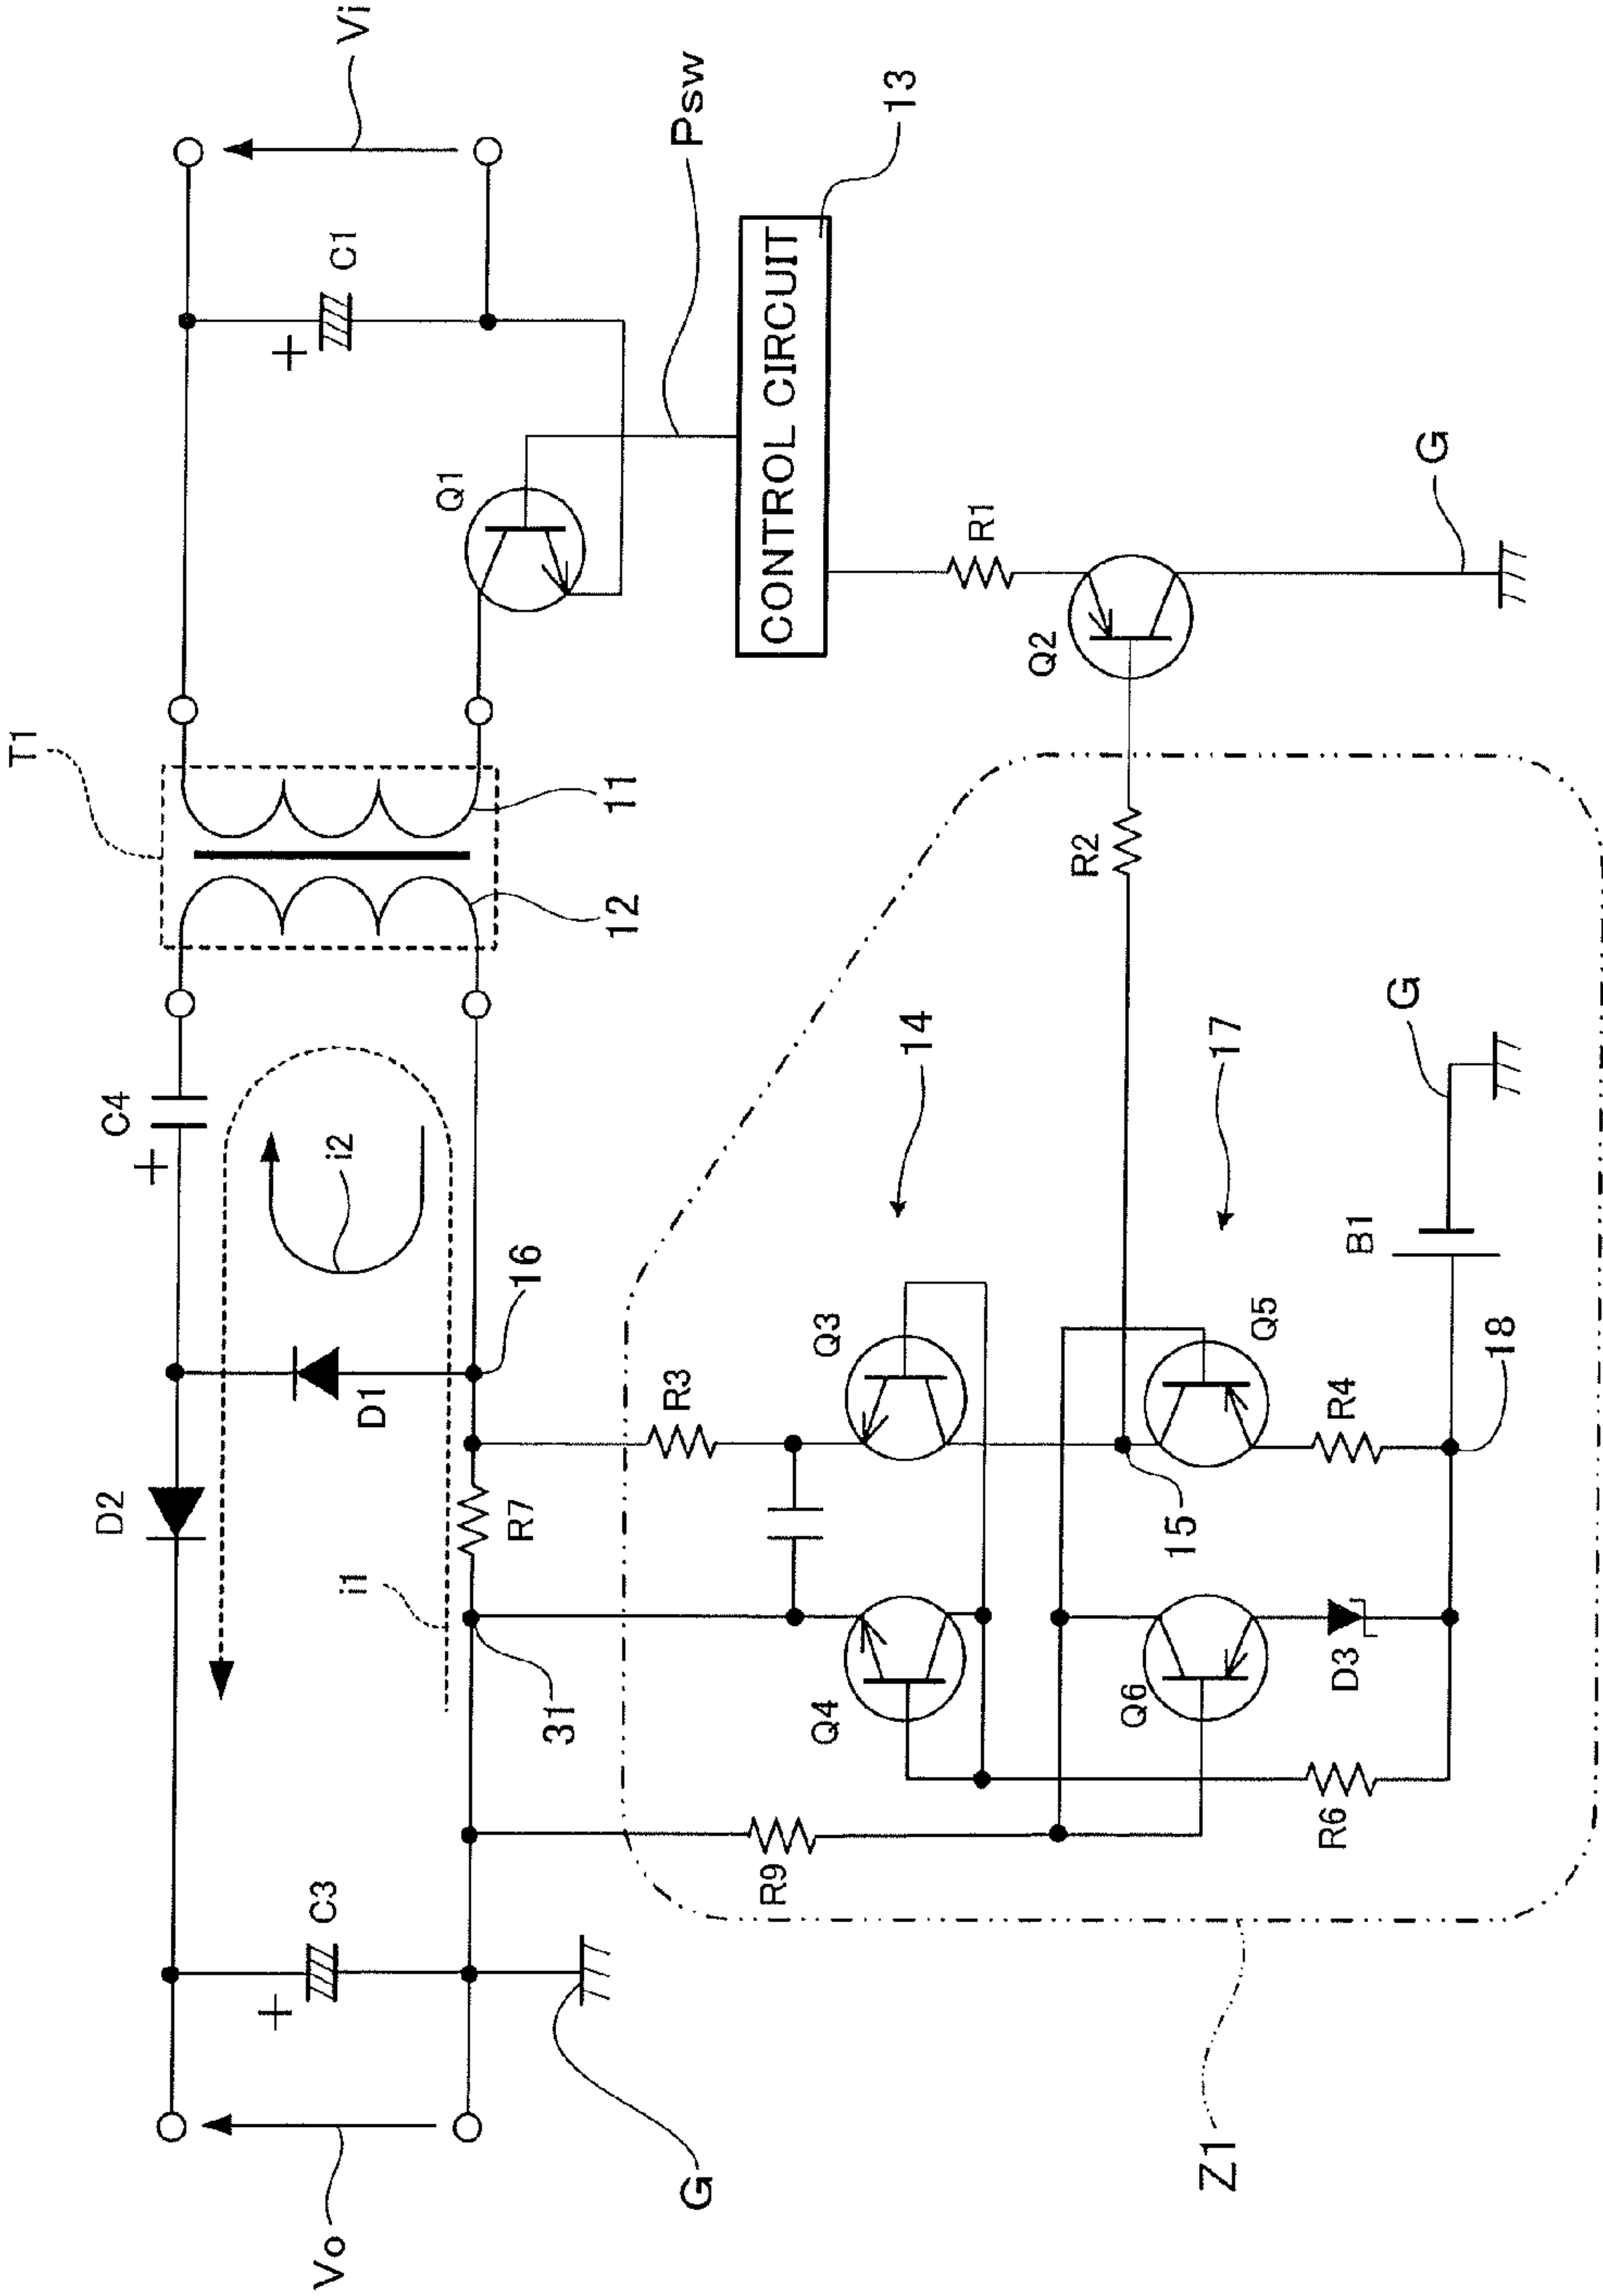 T1
Vi
C1
+
Q1
Psw
CONTROL CIRCUIT
13
11
12
C4
+
i2
D1
16
D2
i1
R7
31
C3
+
Vo
G
R1
Q2
G
R2
R3
14
Q3
Q4
15
17
Q5
Q6
R4
D3
18
B1
G
R6
R9
Z1